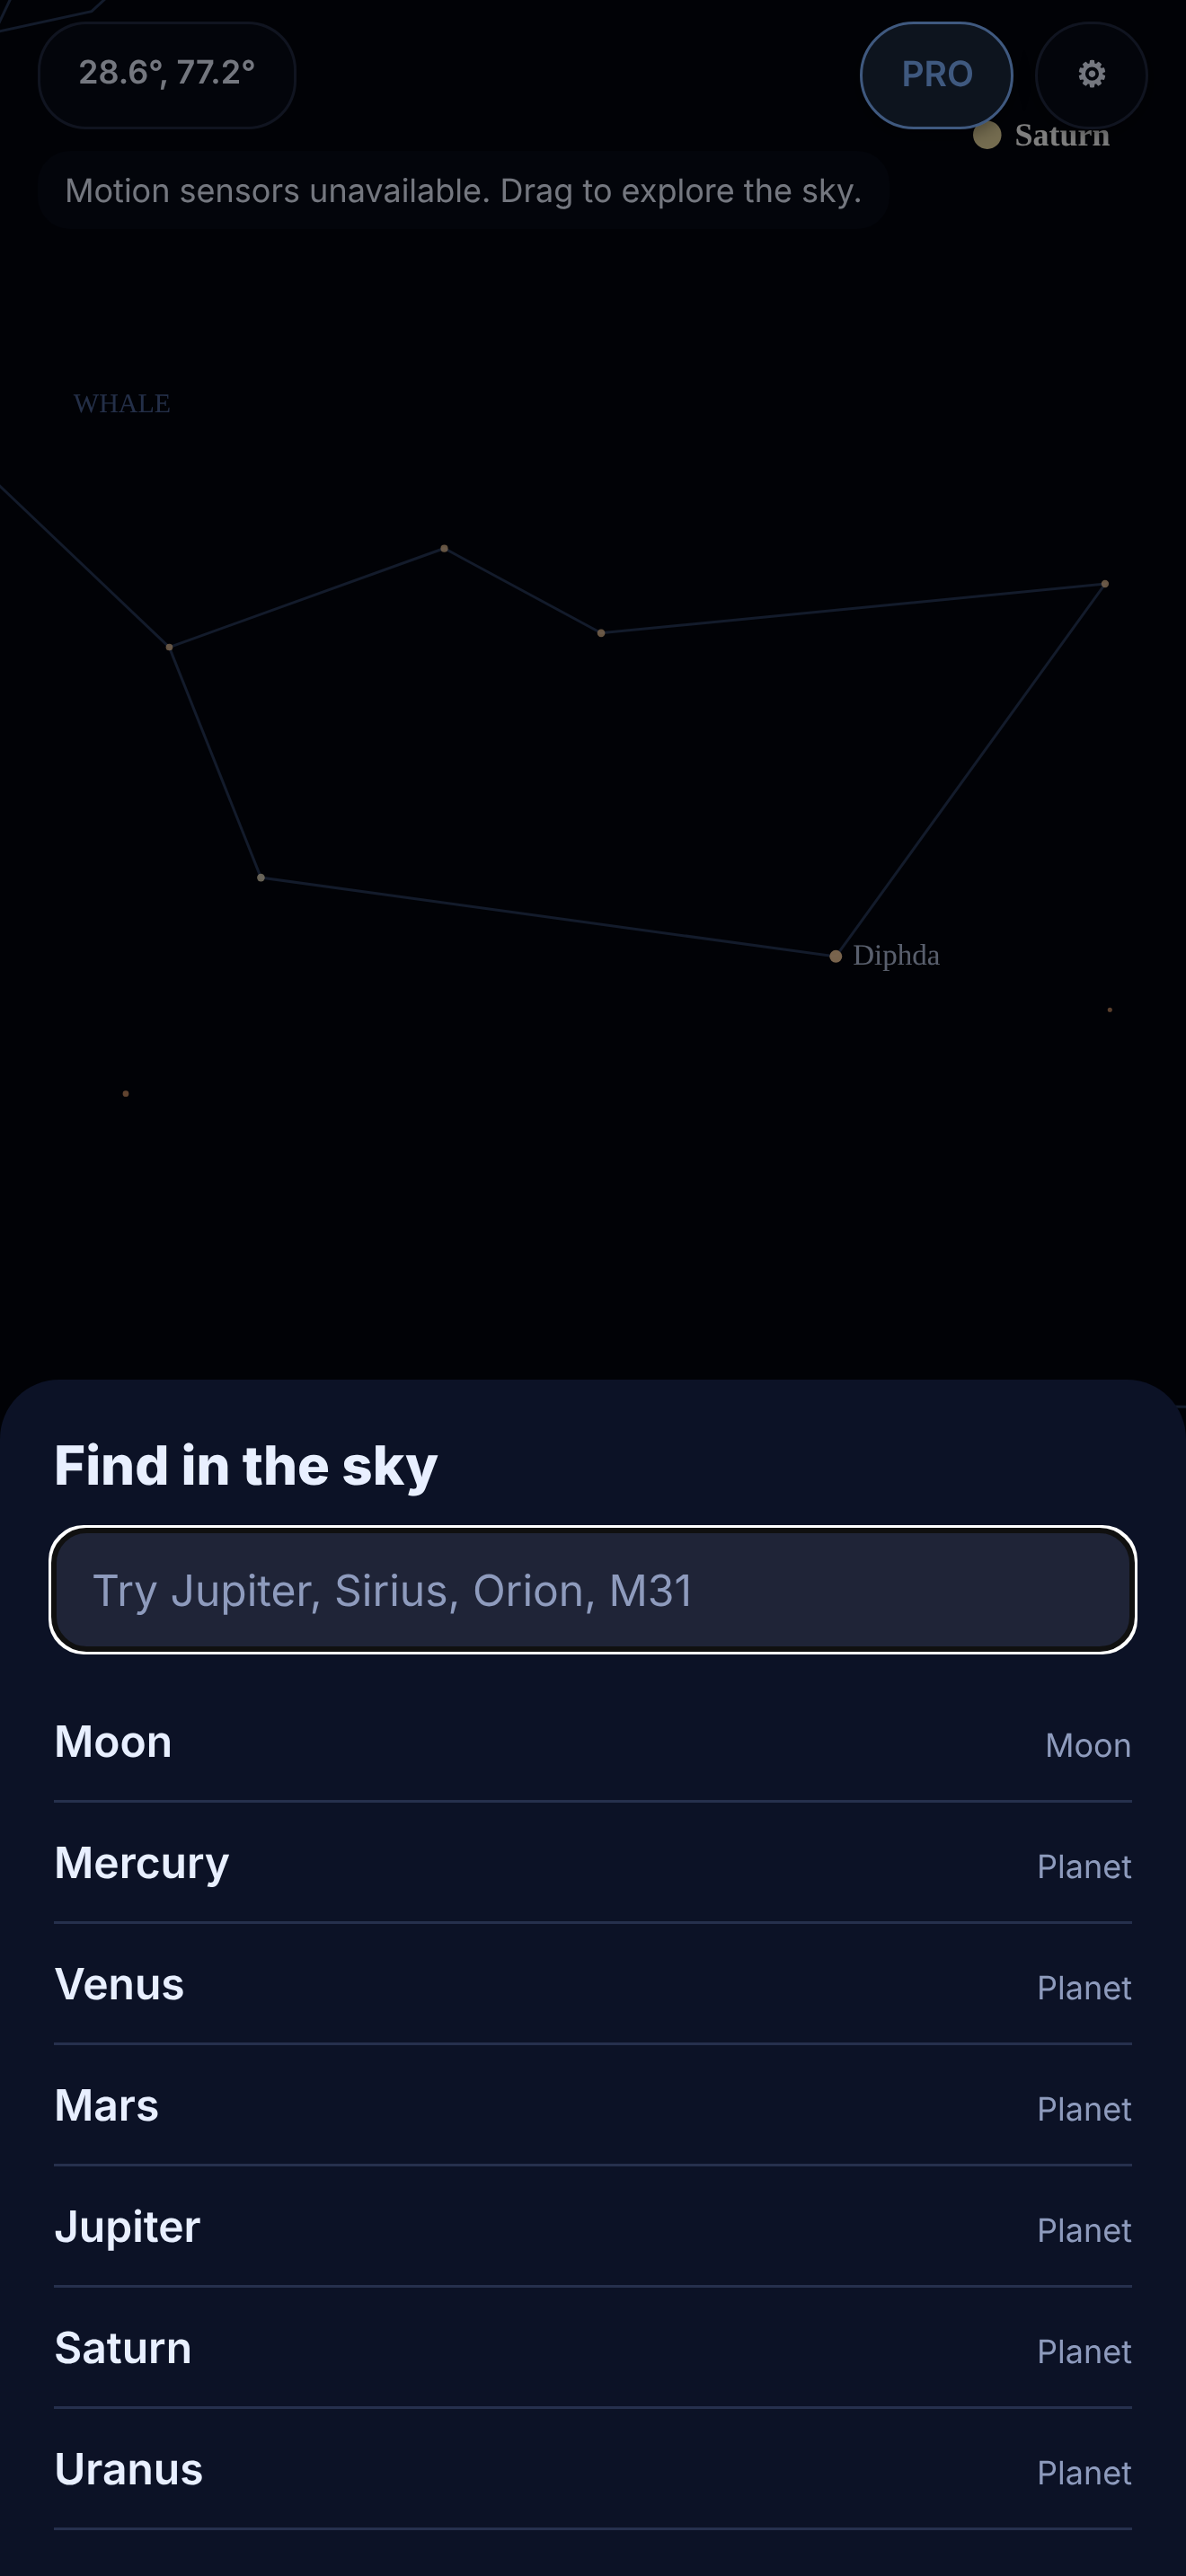 28.6°, 77.2°
PRO
⚙
Saturn
Motion sensors unavailable. Drag to explore the sky.
WHALE
Diphda
Find in the sky
Try Jupiter, Sirius, Orion, M31
Moon Moon
Mercury Planet
Venus Planet
Mars Planet
Jupiter Planet
Saturn Planet
Uranus Planet